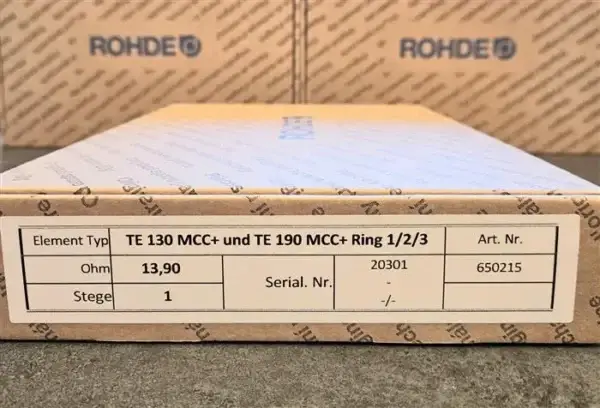 ROHDE
ROHDE
ROHDE
Element Typ TE 130 MCC+ und TE 190 MCC+ Ring 1/2/3 Art. Nr.
Ohm 13,90 Serial. Nr. 20301 650215
-
Stege 1 -/-